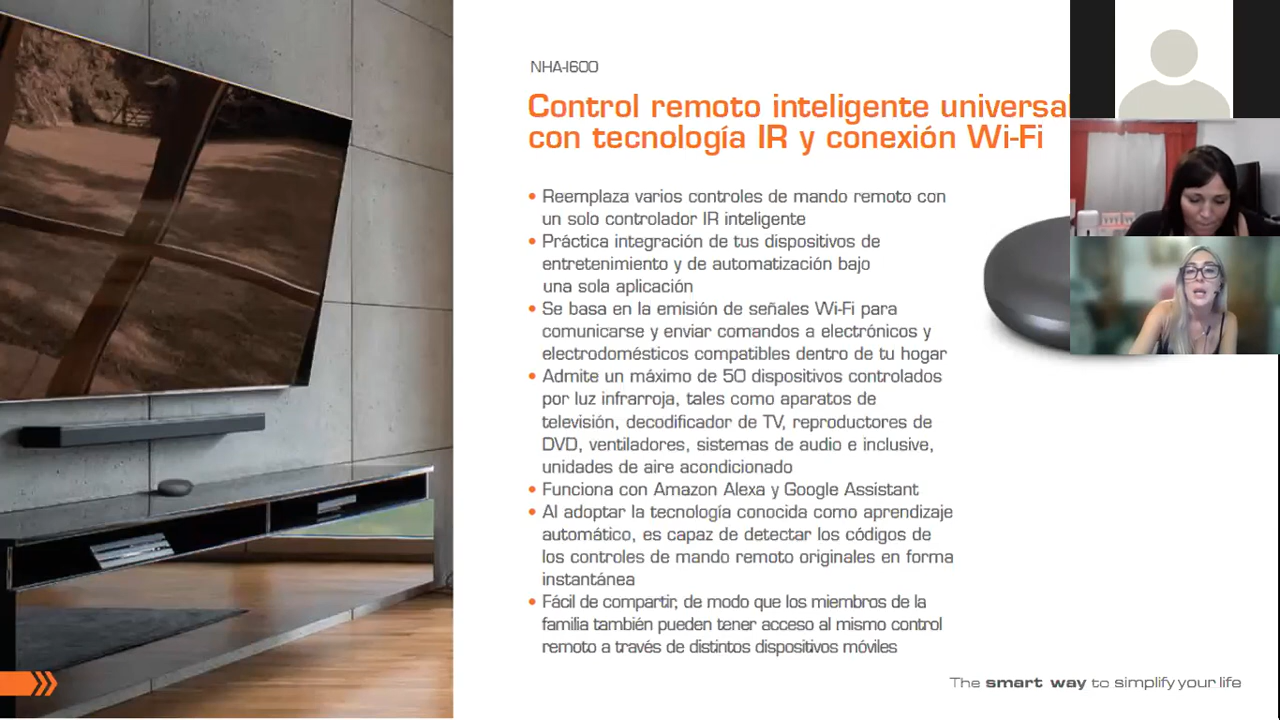 NHA-I600
Control remoto inteligente universal
con tecnología IR y conexión Wi-Fi
• Reemplaza varios controles de mando remoto con
un solo controlador IR inteligente
• Práctica integración de tus dispositivos de
entretenimiento y de automatización bajo
una sola aplicación
• Se basa en la emisión de señales Wi-Fi para
comunicarse y enviar comandos a electrónicos y
electrodomésticos compatibles dentro de tu hogar
• Admite un máximo de 50 dispositivos controlados
por luz infrarroja, tales como aparatos de
televisión, decodificador de TV, reproductores de
DVD, ventiladores, sistemas de audio e inclusive,
unidades de aire acondicionado
• Funciona con Amazon Alexa y Google Assistant
• Al adoptar la tecnología conocida como aprendizaje
automático, es capaz de detectar los códigos de
los controles de mando remoto originales en forma
instantánea
• Fácil de compartir, de modo que los miembros de la
familia también pueden tener acceso al mismo control
remoto a través de distintos dispositivos móviles
The smart way to simplify your life